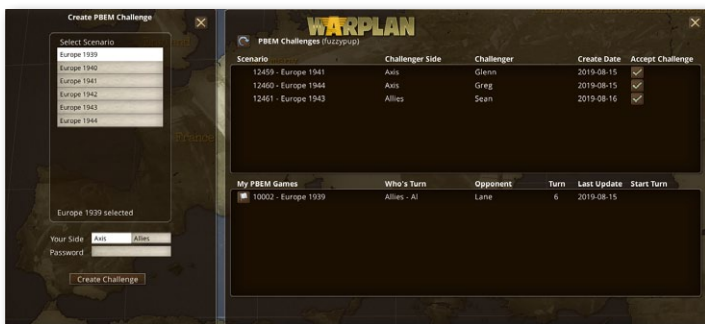 Create PBEM Challenge
Select Scenario
Europe 1939
Europe 1940
Europe 1941
Europe 1942
Europe 1943
Europe 1944
Europe 1939 selected
Your Side Axis Allies
Password
Create Challenge
WARPLAN
PBEM Challenges (fuzzypup)
Scenario Challenger Side Challenger Create Date Accept Challenge
12459 - Europe 1941 Axis Glenn 2019-08-15
12460 - Europe 1944 Axis Greg 2019-08-15
12461 - Europe 1943 Allies Sean 2019-08-16
My PBEM Games Who's Turn Opponent Turn Last Update Start Turn
10002 - Europe 1939 Allies - Al Lane 6 2019-08-15
France